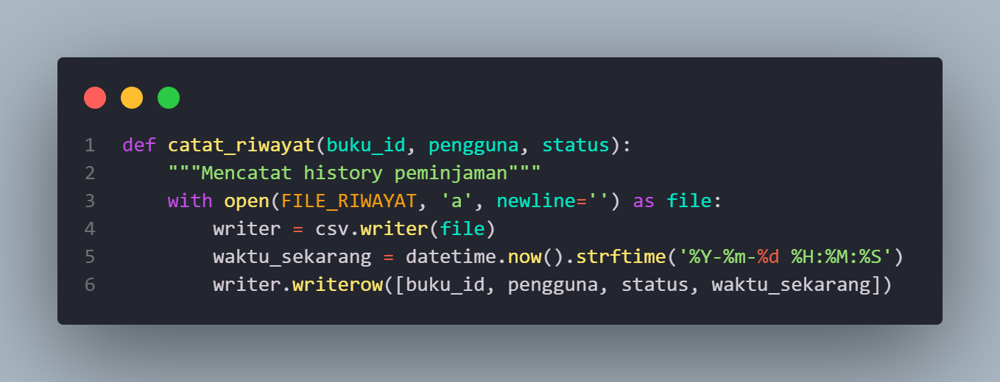 1 def catat_riwayat(buku_id, pengguna, status):
2     """Mencatat history peminjaman"""
3     with open(FILE_RIWAYAT, 'a', newline='') as file:
4         writer = csv.writer(file)
5         waktu_sekarang = datetime.now().strftime('%Y-%m-%d %H:%M:%S')
6         writer.writerow([buku_id, pengguna, status, waktu_sekarang])